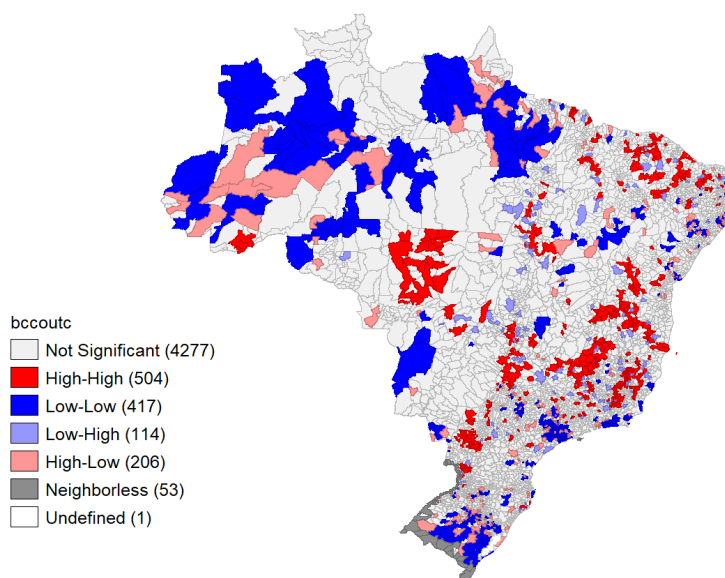 bccoutc
Not Significant (4277)
High-High (504)
Low-Low (417)
Low-High (114)
High-Low (206)
Neighborless (53)
Undefined (1)